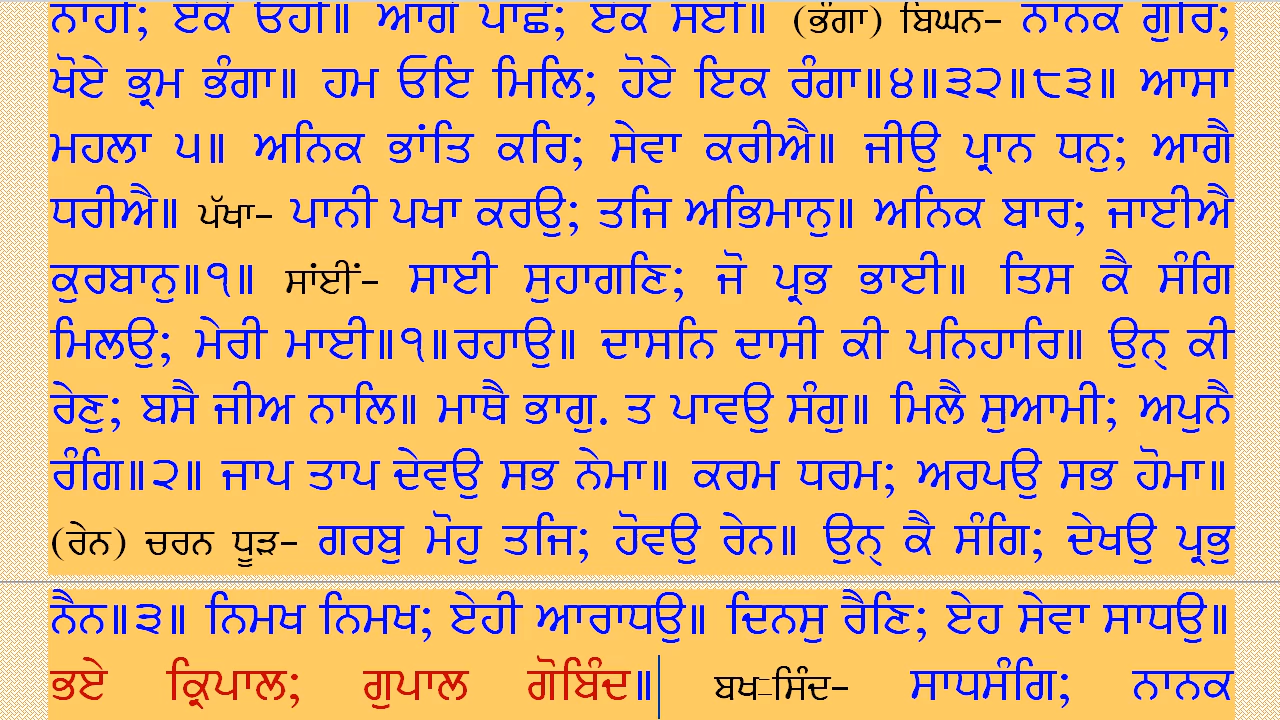 ਨਾਹੀ; ਏਕੈ ਓਹੀ॥ ਆਗੈ ਪਾਛੈ; ਏਕੈ ਸੋਈ॥ (ਭੰਗਾ) ਬਿਘਨ– ਨਾਨਕ ਗੁਰਿ;
ਖੋਏ ਭ੍ਰਮ ਭੰਗਾ॥ ਹਮ ਓਇ ਮਿਲਿ; ਹੋਏ ਇਕ ਰੰਗਾ॥੪॥੩੨॥੮੩॥ ਆਸਾ
ਮਹਲਾ ੫॥ ਅਨਿਕ ਭਾਂਤਿ ਕਰਿ; ਸੇਵਾ ਕਰੀਐ॥ ਜੀਉ ਪ੍ਰਾਨ ਧਨੁ; ਆਗੈ
ਧਰੀਐ॥ ਪੱਖਾ– ਪਾਨੀ ਪਖਾ ਕਰਉ; ਤਜਿ ਅਭਿਮਾਨੁ॥ ਅਨਿਕ ਬਾਰ; ਜਾਈਐ
ਕੁਰਬਾਨੁ॥੧॥ ਸਾਂਈਂ– ਸਾਈ ਸੁਹਾਗਣਿ; ਜੋ ਪ੍ਰਭ ਭਾਈ॥ ਤਿਸ ਕੈ ਸੰਗਿ
ਮਿਲਉ; ਮੇਰੀ ਮਾਈ॥੧॥ਰਹਾਉ॥ ਦਾਸਨਿ ਦਾਸੀ ਕੀ ਪਨਿਹਾਰਿ॥ ਉਨ੍ ਕੀ
ਰੇਣੁ; ਬਸੈ ਜੀਅ ਨਾਲਿ॥ ਮਾਥੈ ਭਾਗੁ. ਤ ਪਾਵਉ ਸੰਗੁ॥ ਮਿਲੈ ਸੁਆਮੀ; ਅਪੁਨੈ
ਰੰਗਿ॥੨॥ ਜਾਪ ਤਾਪ ਦੇਵਉ ਸਭ ਨੇਮਾ॥ ਕਰਮ ਧਰਮ; ਅਰਪਉ ਸਭ ਹੋਮਾ॥
(ਰੇਨ) ਚਰਨ ਧੂੜ– ਗਰਬੁ ਮੋਹੁ ਤਜਿ; ਹੋਵਉ ਰੇਨ॥ ਉਨ੍ ਕੈ ਸੰਗਿ; ਦੇਖਉ ਪ੍ਰਭੁ
ਨੈਨ॥੩॥ ਨਿਮਖ ਨਿਮਖ; ਏਹੀ ਆਰਾਧਉ॥ ਦਿਨਸੁ ਰੈਣਿ; ਏਹ ਸੇਵਾ ਸਾਧਉ॥
ਭਏ ਕ੍ਰਿਪਾਲ; ਗੁਪਾਲ ਗੋਬਿੰਦ॥ ਬਖ-ਸਿੰਦ– ਸਾਧਸੰਗਿ; ਨਾਨਕ